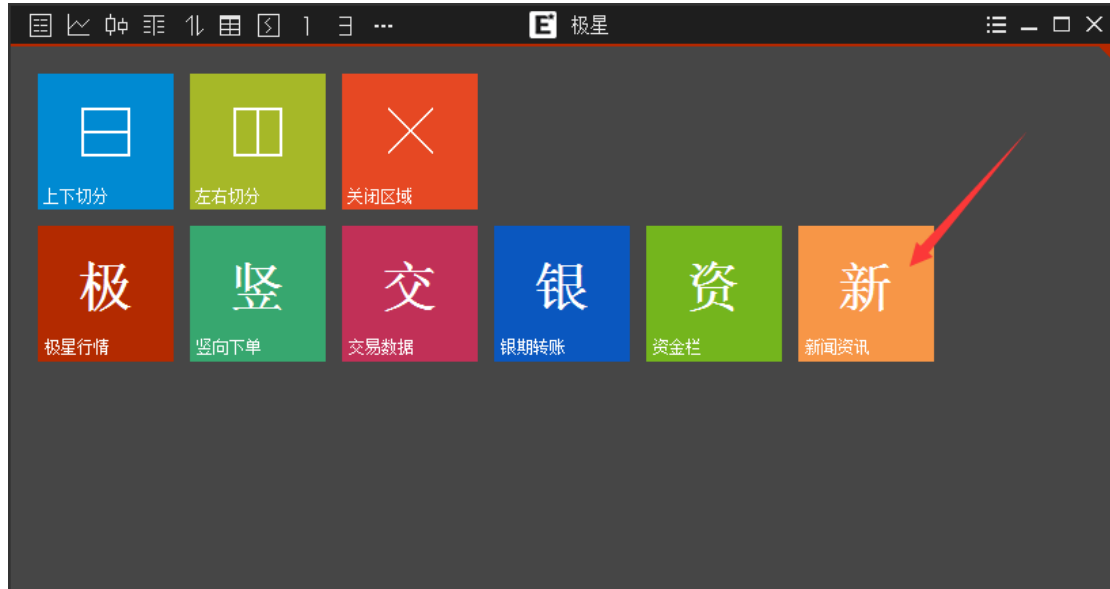 极星
上下切分
左右切分
关闭区域
极
竖
交
银
资
新
极星行情
竖向下单
交易数据
银期转账
资金栏
新闻资讯